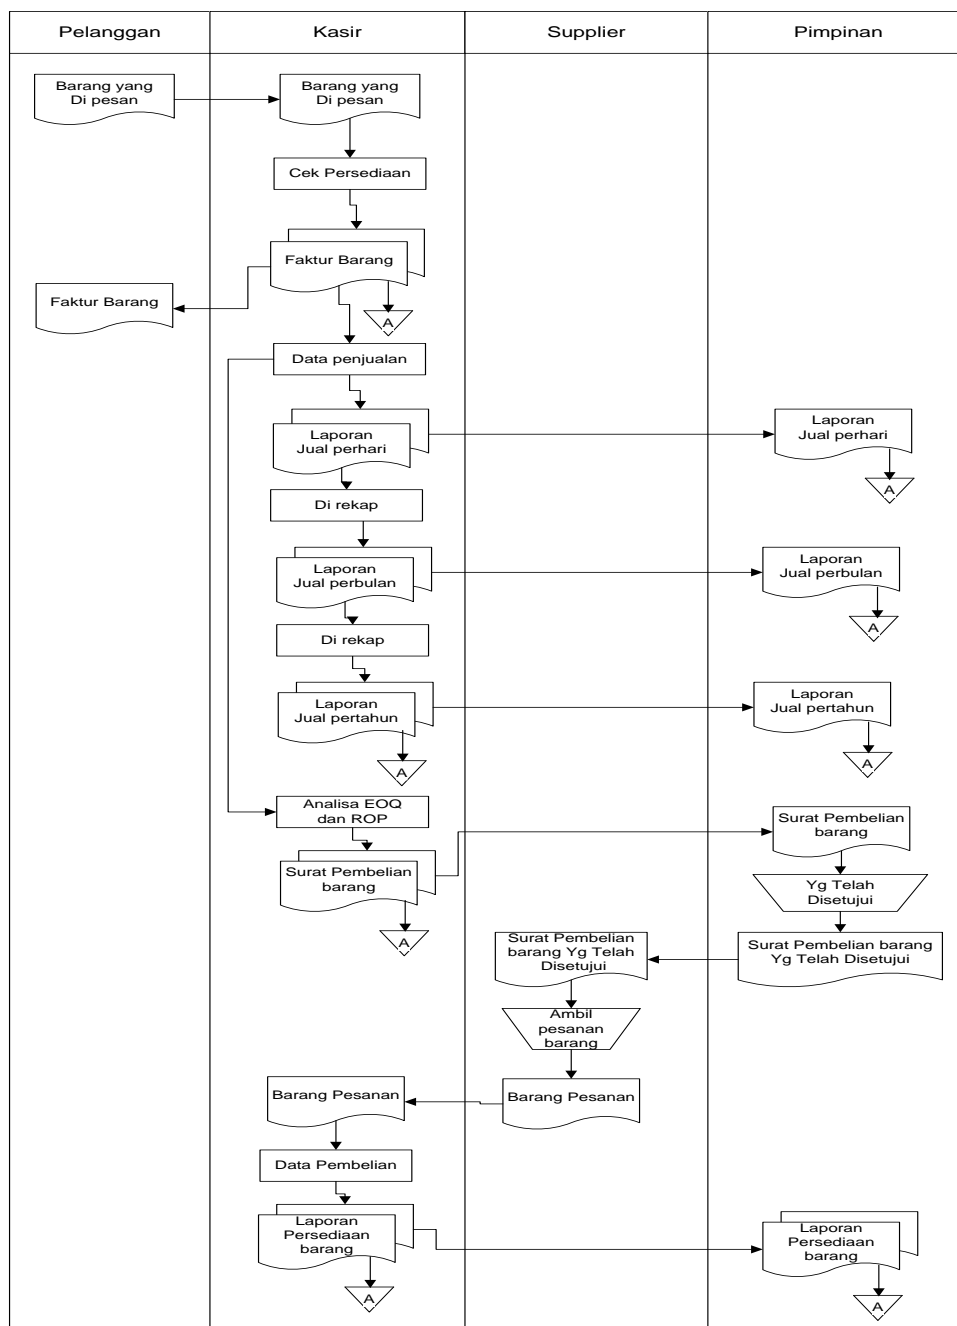 Pelanggan
Kasir
Supplier
Pimpinan
Barang yang
Di pesan
Barang yang
Di pesan
Cek Persediaan
Faktur Barang
Faktur Barang
A
Data penjualan
Laporan
Jual perhari
Laporan
Jual perhari
A
Di rekap
Laporan
Jual perbulan
Laporan
Jual perbulan
A
Di rekap
Laporan
Jual pertahun
Laporan
Jual pertahun
A
A
Analisa EOQ
dan ROP
Surat Pembelian
barang
Surat Pembelian
barang
A
Yg Telah
Disetujui
Surat Pembelian
barang Yg Telah
Disetujui
Surat Pembelian barang
Yg Telah Disetujui
Ambil
pesanan
barang
Barang Pesanan
Barang Pesanan
Data Pembelian
Laporan
Persediaan
barang
Laporan
Persediaan
barang
A
A